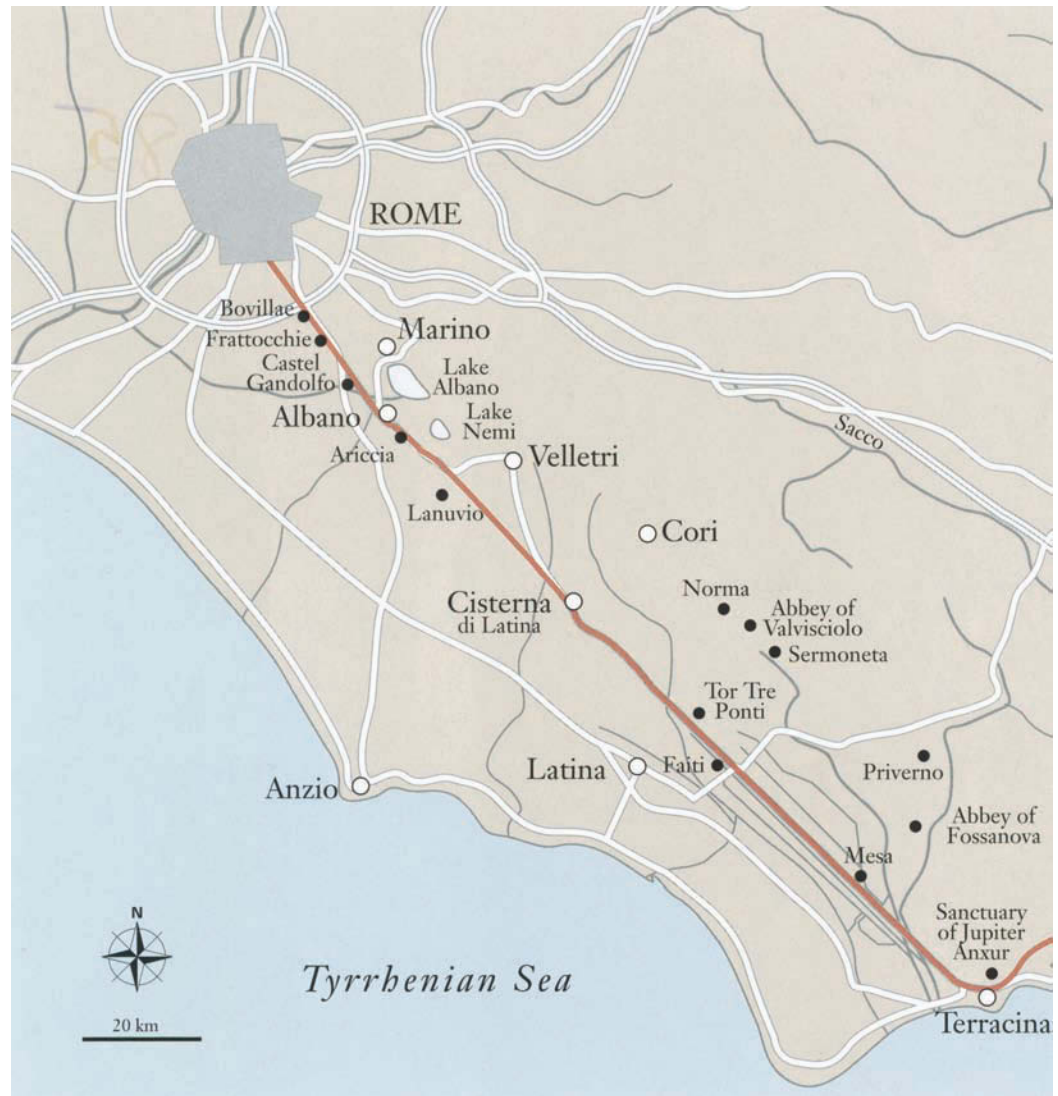 ROME
Bovillae
Frattocchie
Marino
Castel
Gandolfo
Lake
Albano
Albano
Lake
Nemi
Ariccia
Velletri
Sacco
Lanuvio
Cori
Norma
Cisterna
di Latina
Abbey of
Valvisciolo
Sermoneta
Tor Tre
Ponti
Latina
Faiti
Priverno
Anzio
Abbey of
Fossanova
Mesa
N
Sanctuary
of Jupiter
Anxur
Tyrrhenian Sea
20 km
Terracina